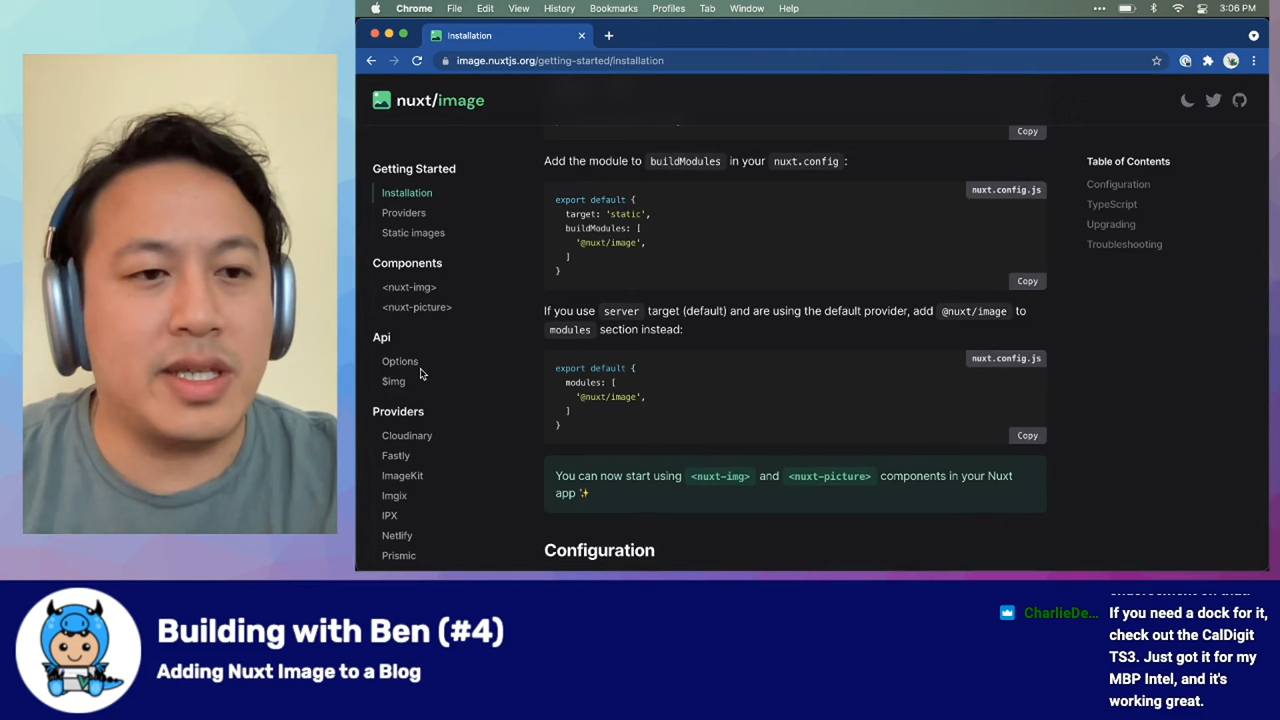 Chrome File Edit View History Bookmarks Profiles Tab Window Help 3:06 PM
Installation
image.nuxtjs.org/getting-started/installation
nuxt/image
Getting Started
Installation
Providers
Static images
Components
<nuxt-img>
<nuxt-picture>
Api
Options
$img
Providers
Cloudinary
Fastly
ImageKit
Imgix
IPX
Netlify
Prismic
Copy
Add the module to buildModules in your nuxt.config :
nuxt.config.js
export default {
target: 'static',
buildModules: [
'@nuxt/image',
]
}
Copy
If you use server target (default) and are using the default provider, add @nuxt/image to
modules section instead:
nuxt.config.js
export default {
modules: [
'@nuxt/image',
]
}
Copy
You can now start using <nuxt-img> and <nuxt-picture> components in your Nuxt
app ✨
Configuration
Table of Contents
Configuration
TypeScript
Upgrading
Troubleshooting
Building with Ben (#4)
Adding Nuxt Image to a Blog
CharlieDe...
If you need a dock for it,
check out the CalDigit
TS3. Just got it for my
MBP Intel, and it's
working great.